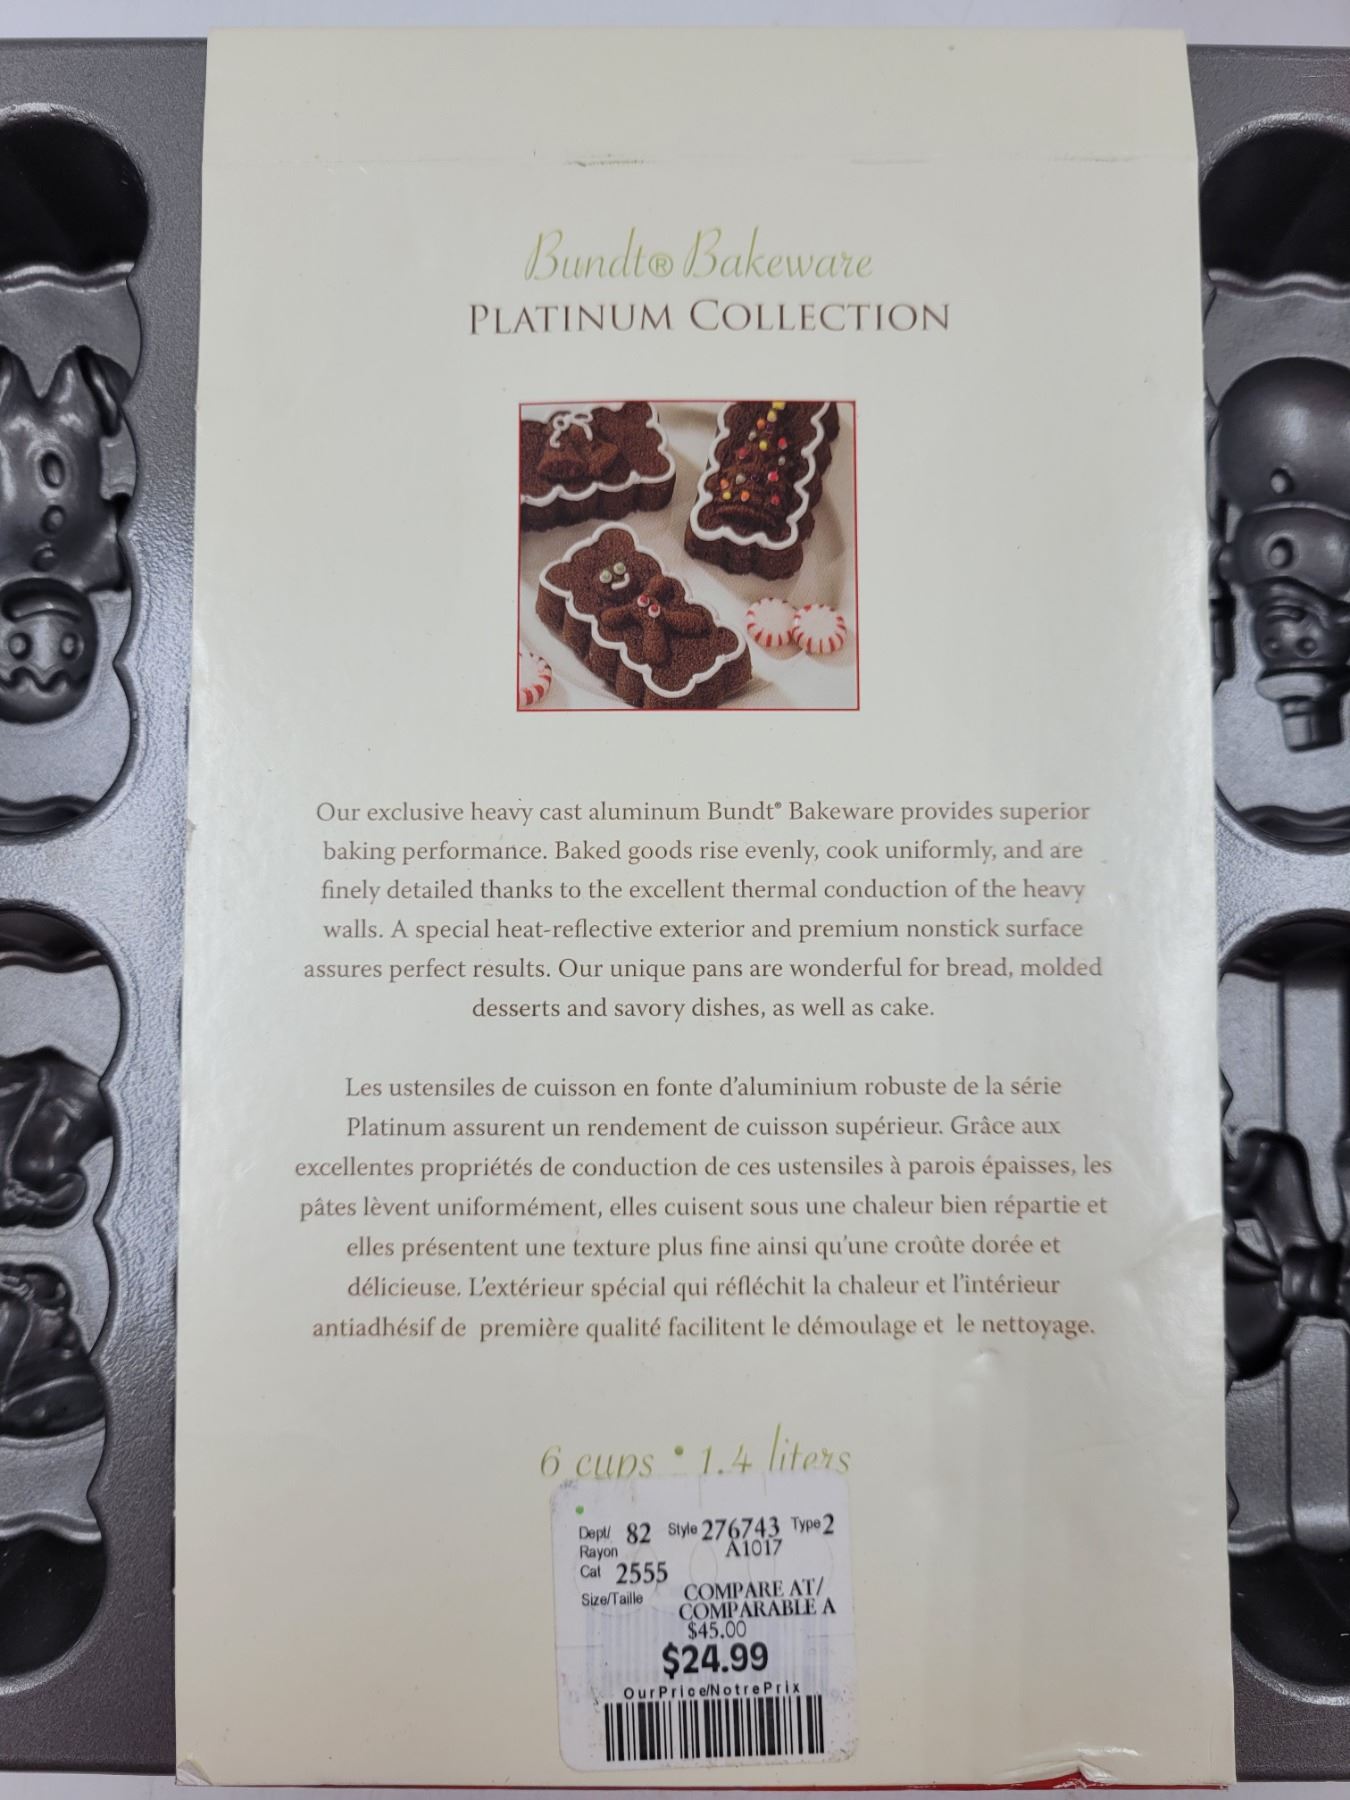 Bundt® Bakeware
PLATINUM COLLECTION
Our exclusive heavy cast aluminum Bundt® Bakeware provides superior
baking performance. Baked goods rise evenly, cook uniformly, and are
finely detailed thanks to the excellent thermal conduction of the heavy
walls. A special heat-reflective exterior and premium nonstick surface
assures perfect results. Our unique pans are wonderful for bread, molded
desserts and savory dishes, as well as cake.
Les ustensiles de cuisson en fonte d'aluminium robuste de la série
Platinum assurent un rendement de cuisson supérieur. Grâce aux
excellentes propriétés de conduction de ces ustensiles à parois épaisses, les
pâtes lèvent uniformément, elles cuisent sous une chaleur bien répartie et
elles présentent une texture plus fine ainsi qu'une croûte dorée et
délicieuse. L'extérieur spécial qui réfléchit la chaleur et l'intérieur
antiadhésif de première qualité facilitent le démoulage et le nettoyage.
6 cups • 1.4 liters
Dept/ 82 Style 276743 Type 2
Rayon A1017
Cat 2555
Size/Taille COMPARE AT/
COMPARABLE A
$45.00
$24.99
OurPrice/NotrePrix